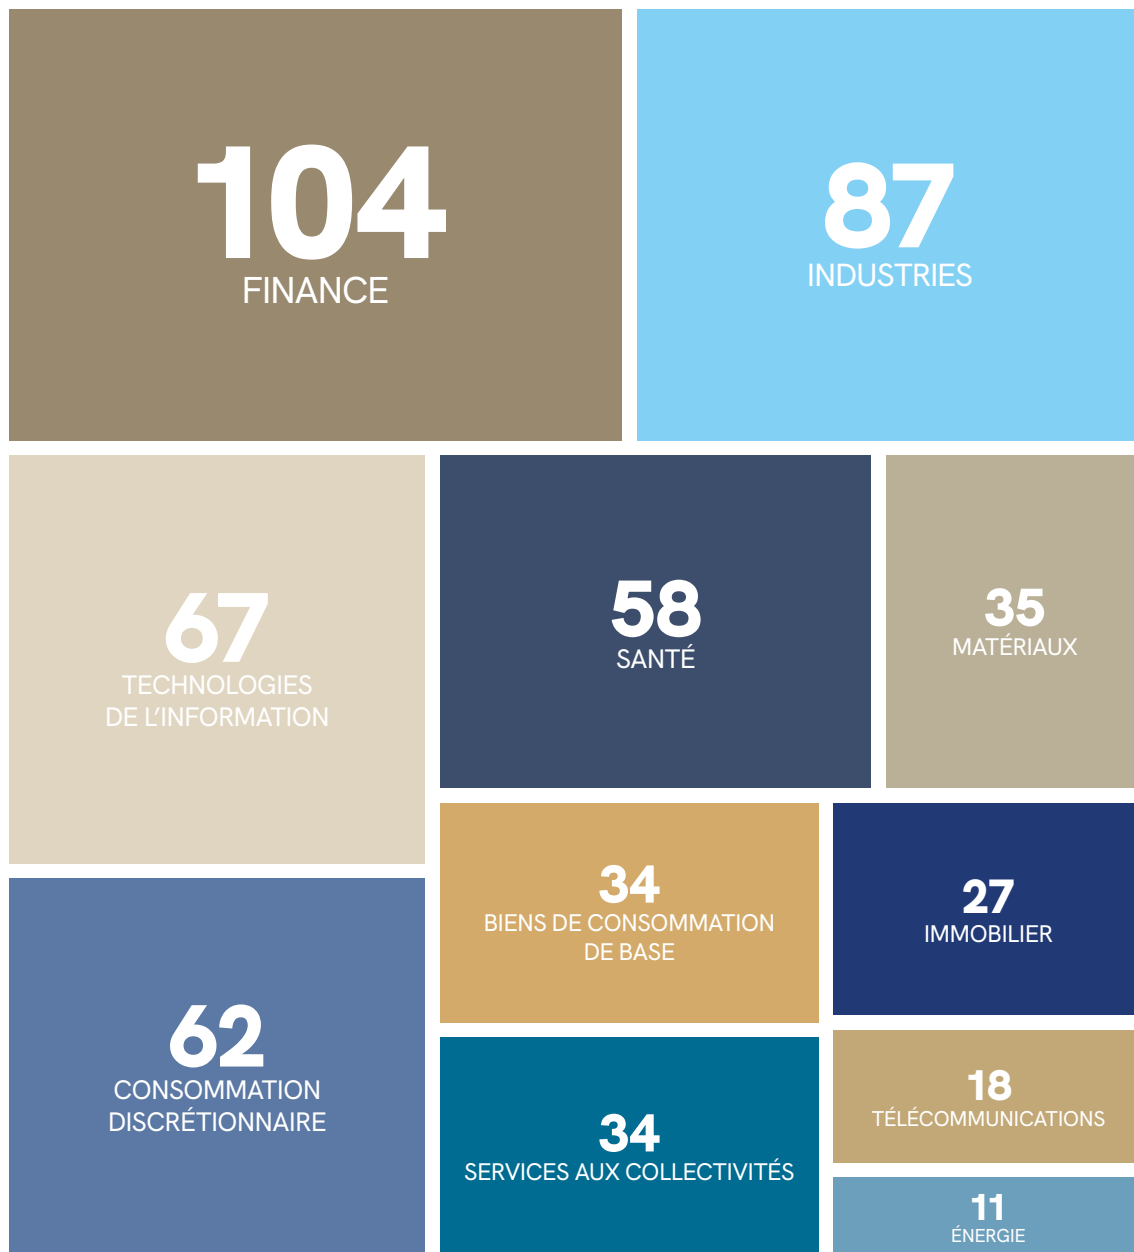 104
FINANCE
87
INDUSTRIES
67
TECHNOLOGIES
DE L’INFORMATION
58
SANTÉ
35
MATÉRIAUX
34
BIENS DE CONSOMMATION
DE BASE
27
IMMOBILIER
62
CONSOMMATION
DISCRÉTIONNAIRE
34
SERVICES AUX COLLECTIVITÉS
18
TÉLÉCOMMUNICATIONS
11
ÉNERGIE